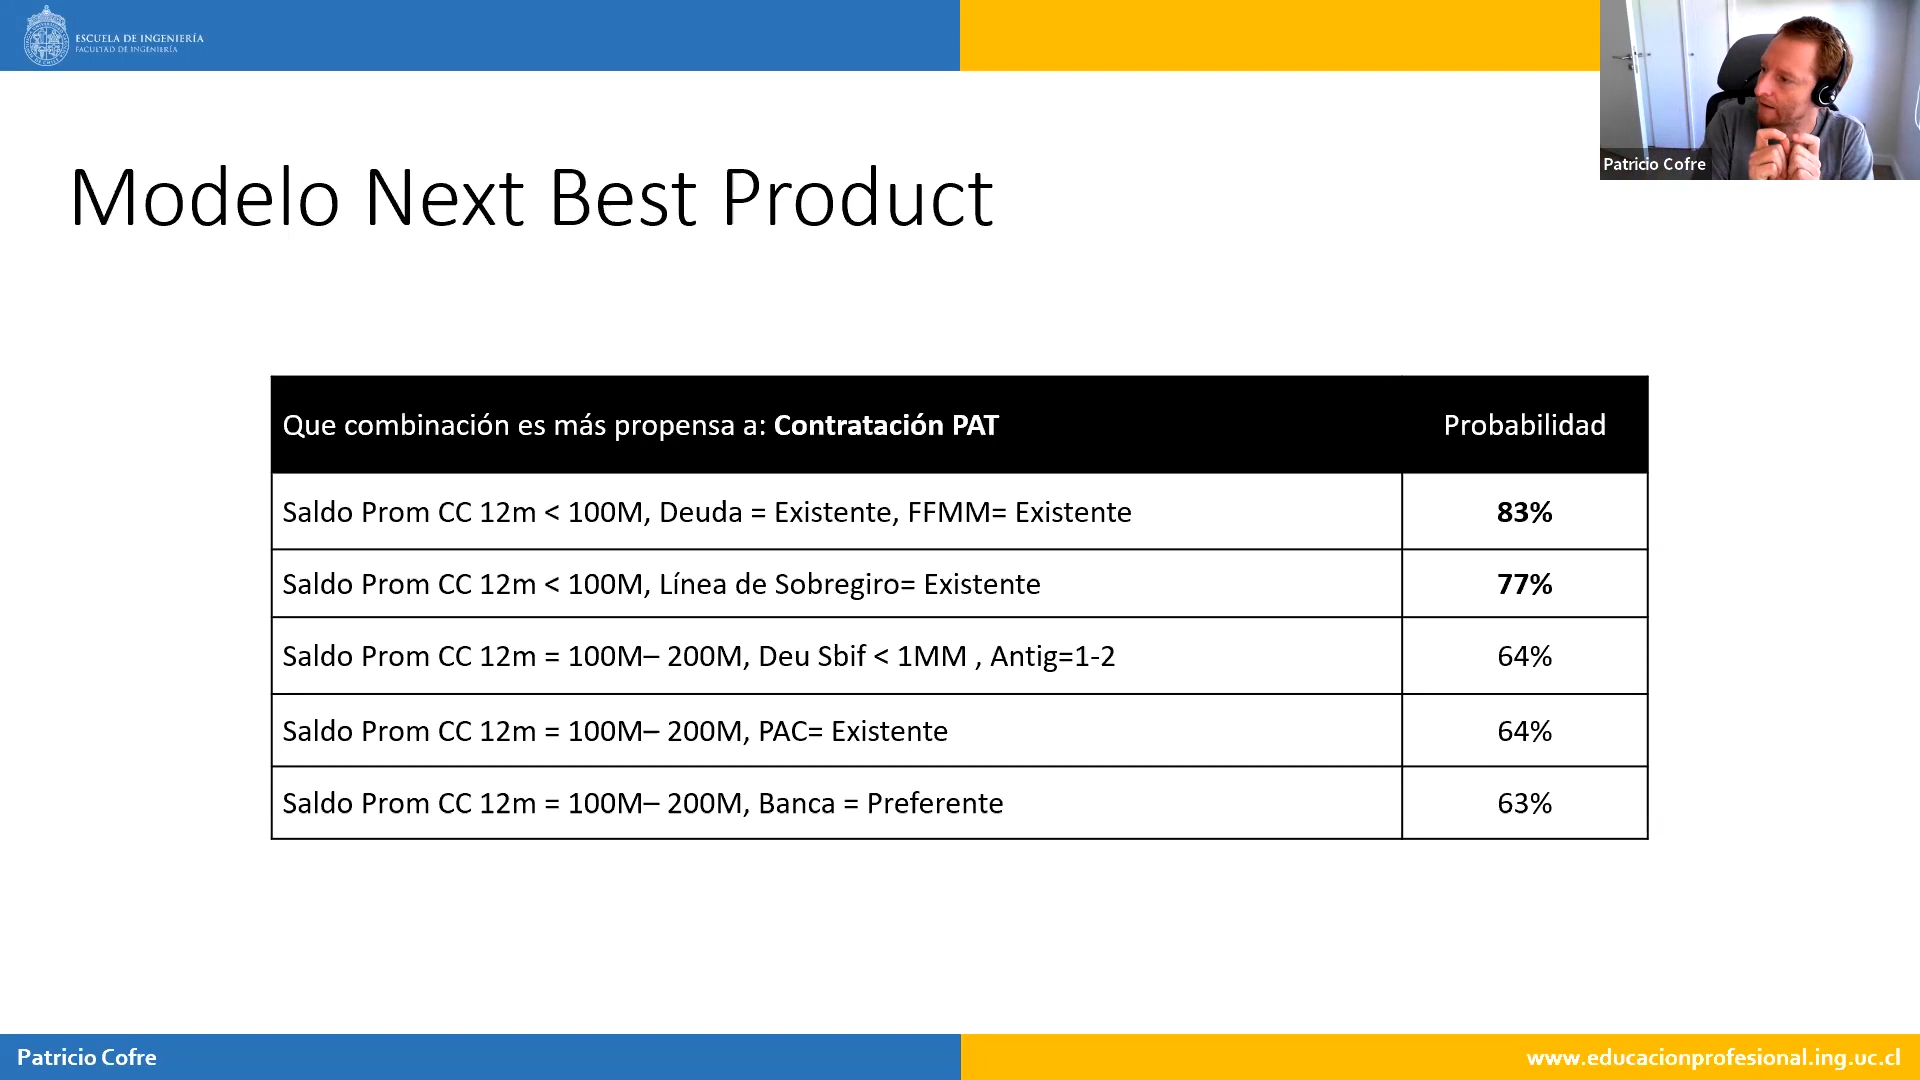 ESCUELA DE INGENIERÍA
FACULTAD DE INGENIERÍA
Patricio Cofre
Modelo Next Best Product
Que combinación es más propensa a: Contratación PAT Probabilidad
Saldo Prom CC 12m < 100M, Deuda = Existente, FFMM= Existente 83%
Saldo Prom CC 12m < 100M, Línea de Sobregiro= Existente 77%
Saldo Prom CC 12m = 100M– 200M, Deu Sbif < 1MM , Antig=1-2 64%
Saldo Prom CC 12m = 100M– 200M, PAC= Existente 64%
Saldo Prom CC 12m = 100M– 200M, Banca = Preferente 63%
Patricio Cofre www.educacionprofesional.ing.uc.cl